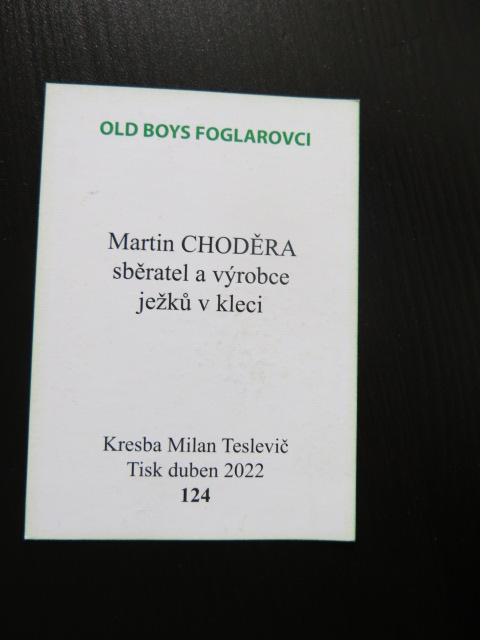 OLD BOYS FOGLAROVCI
Martin CHODĚRA
sběratel a výrobce
ježků v kleci
Kresba Milan Teslevič
Tisk duben 2022
124